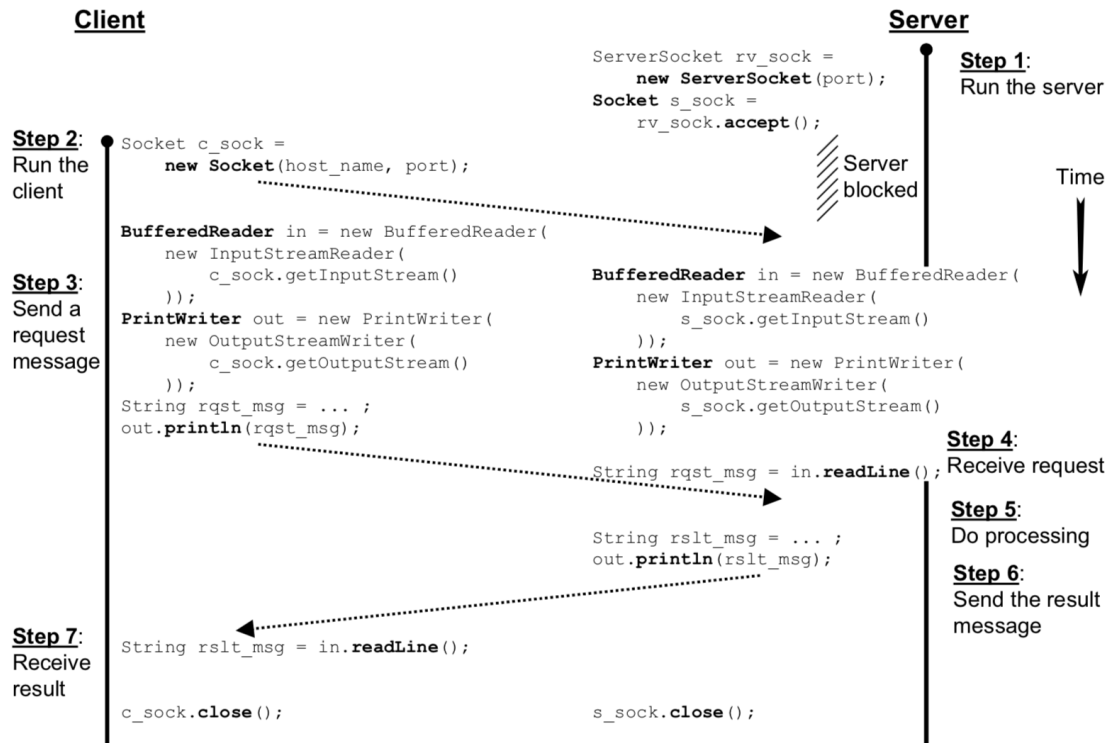 Client
Server
ServerSocket rv_sock =
new ServerSocket(port);
Socket s_sock =
rv_sock.accept();
Step 1:
Run the server
Step 2:
Run the
client
Socket c_sock =
new Socket(host_name, port);
Server
blocked
Time
BufferedReader in = new BufferedReader(
new InputStreamReader(
c_sock.getInputStream()
));
PrintWriter out = new PrintWriter(
new OutputStreamWriter(
c_sock.getOutputStream()
));
String rqst_msg = ... ;
out.println(rqst_msg);
Step 3:
Send a
request
message
BufferedReader in = new BufferedReader(
new InputStreamReader(
s_sock.getInputStream()
));
PrintWriter out = new PrintWriter(
new OutputStreamWriter(
s_sock.getOutputStream()
));
String rqst_msg = in.readLine();
Step 4:
Receive request
Step 5:
Do processing
String rslt_msg = ... ;
out.println(rslt_msg);
Step 6:
Send the result
message
Step 7:
Receive
result
String rslt_msg = in.readLine();
c_sock.close();
s_sock.close();